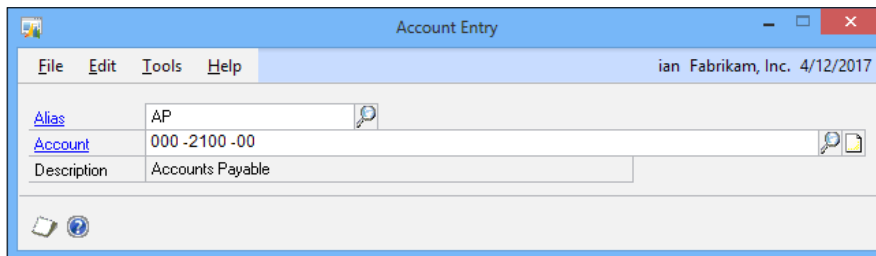 Account Entry
File Edit Tools Help ian Fabrikam, Inc. 4/12/2017
Alias AP
Account 000 -2100 -00
Description Accounts Payable